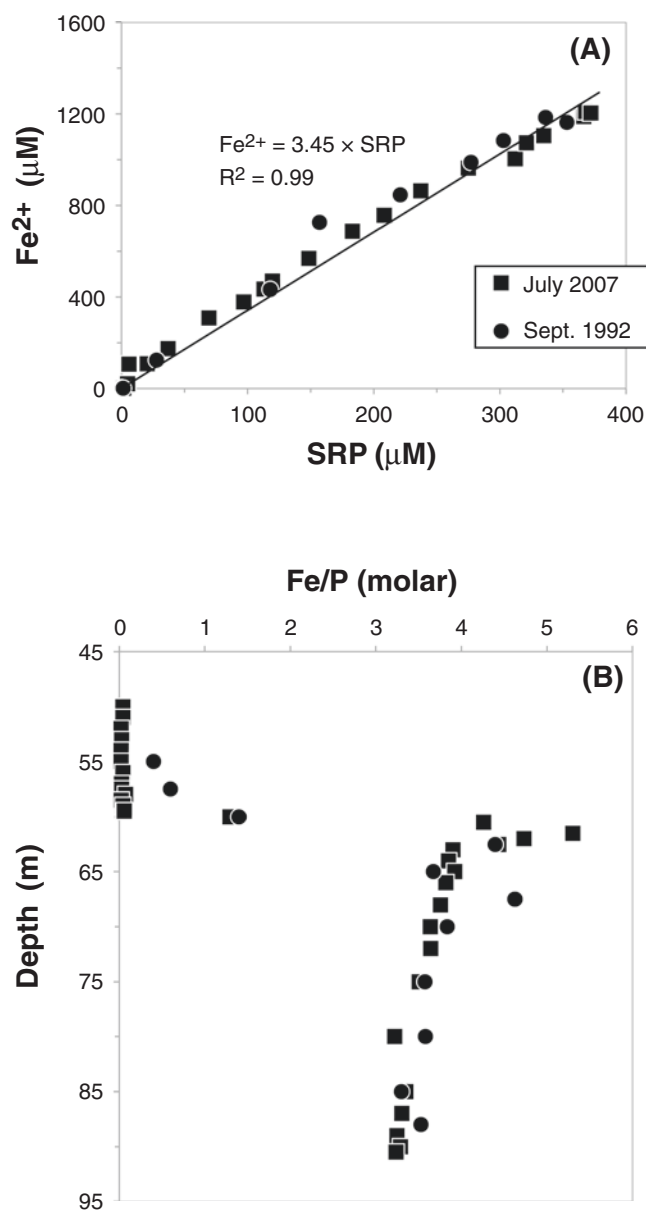 1600
(A)
1200
Fe²⁺ = 3.45 × SRP
R² = 0.99
800
400
0
Fe²⁺ (μM)
July 2007
Sept. 1992
0 100 200 300 400
SRP (μM)
Fe/P (molar)
0 1 2 3 4 5 6
45
(B)
55
65
75
85
95
Depth (m)